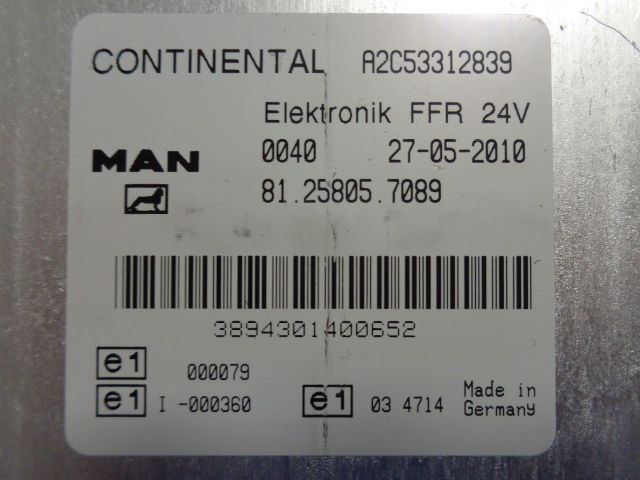 CONTINENTAL A2C53312839
Elektronik FFR 24V
MAN 0040 27-05-2010
81.25805.7089
3894301400652
e1 000079
e1 I -000360 e1 03 4714 Made in
Germany